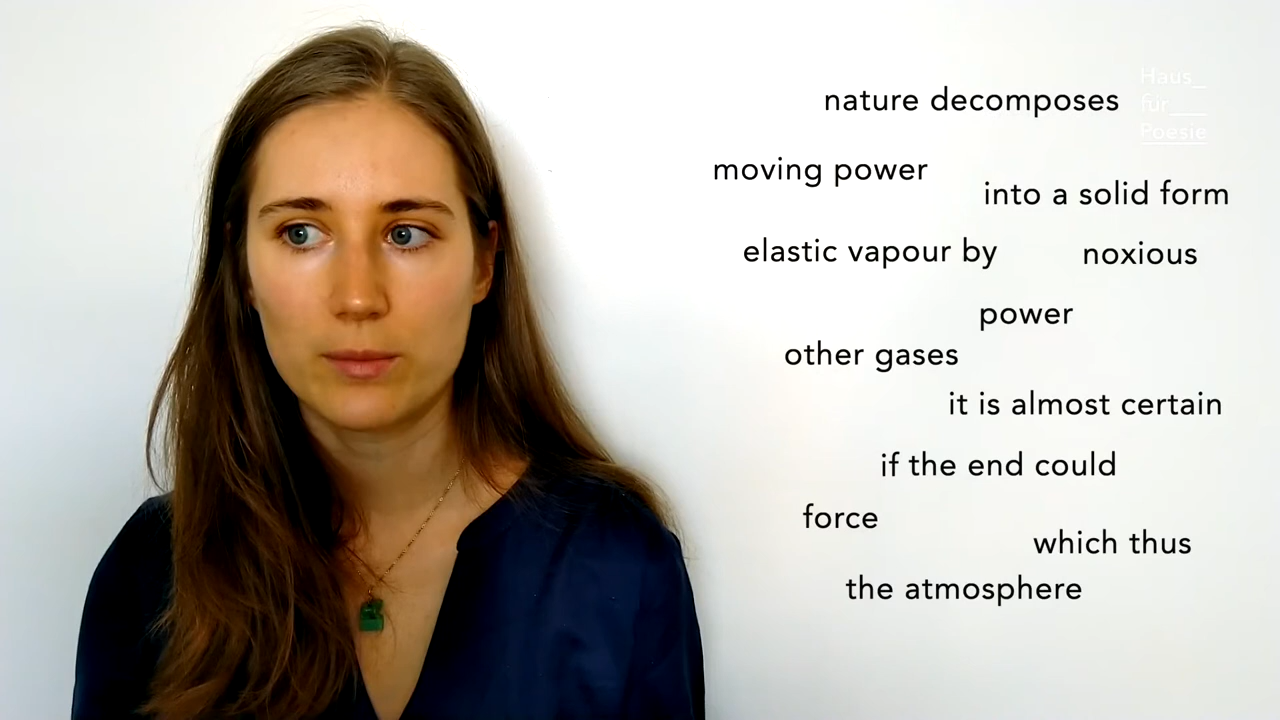 Haus_
für___
Poesie
nature decomposes
moving power
into a solid form
elastic vapour by
noxious
power
other gases
it is almost certain
if the end could
force
which thus
the atmosphere